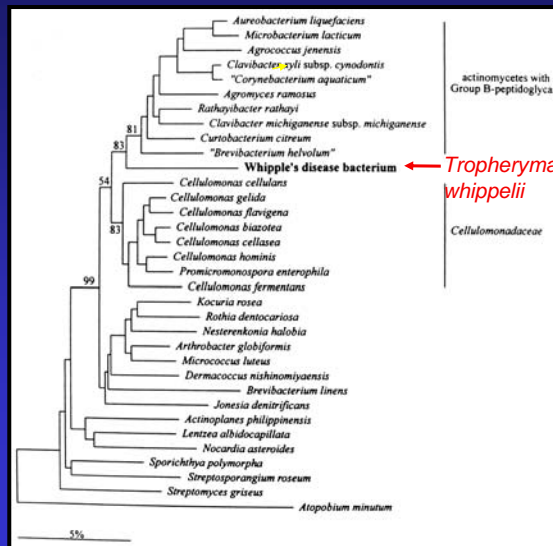 Aureobacterium liquefaciens
Microbacterium lacticum
Agrococcus jenensis
Clavibacter xyli subsp. cynodontis
"Corynebacterium aquaticum"
Agromyces ramosus
Rathayibacter rathayi
Clavibacter michiganense subsp. michiganense
Curtobacterium citreum
"Brevibacterium helvolum"
Whipple's disease bacterium
Cellulomonas cellulans
Cellulomonas gelida
Cellulomonas flavigena
Cellulomonas biazotea
Cellulomonas cellasea
Cellulomonas hominis
Promicromonospora enterophila
Cellulomonas fermentans
Kocuria rosea
Rothia dentocariosa
Nesterenkonia halobia
Arthrobacter globiformis
Micrococcus luteus
Dermacoccus nishinomiyaensis
Brevibacterium linens
Jonesia denitrificans
Actinoplanes philippinensis
Lentzea albidocapillata
Nocardia asteroides
Sporichthya polymorpha
Streptosporangium roseum
Streptomyces griseus
Atopobium minutum
actinomycetes with
Group B-peptidoglyca
Tropheryma
whippelii
Cellulomonadaceae
81
83
54
83
99
5%